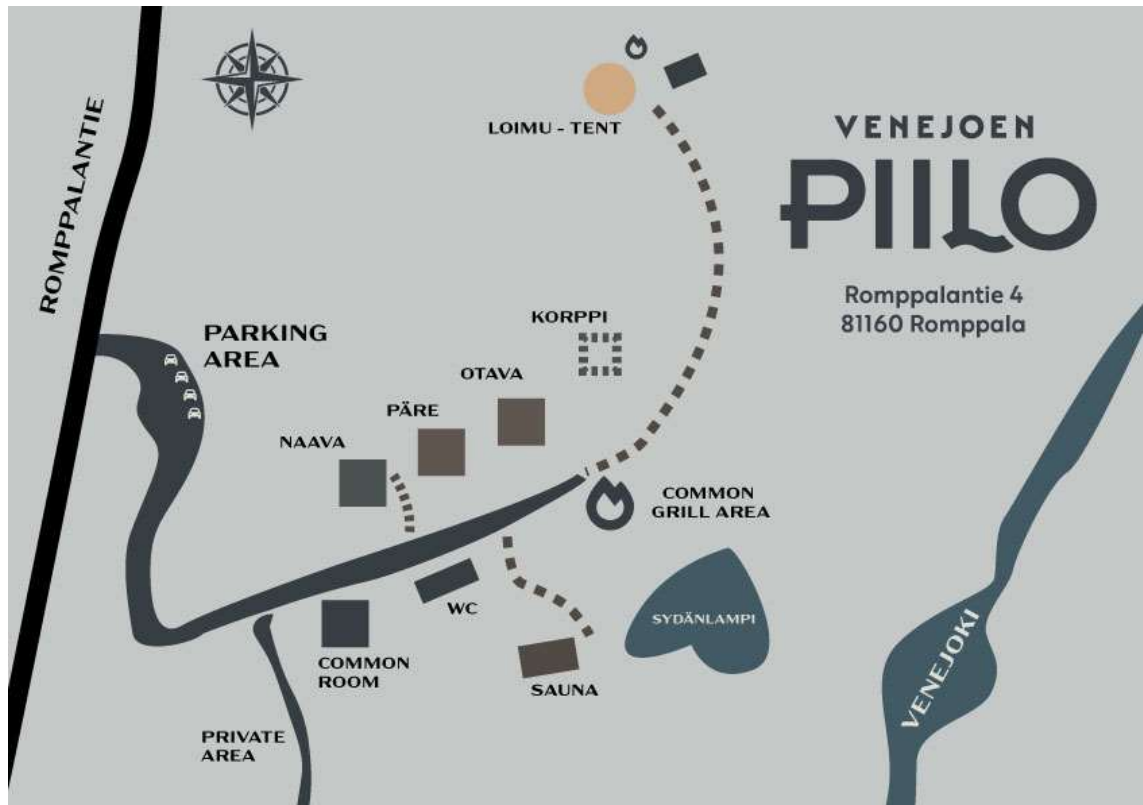 ROMPPALANTIE
LOIMU - TENT
VENEJOEN
PIILO
Romppalantie 4
81160 Romppala
PARKING
AREA
KORPPI
OTAVA
PÄRE
NAAVA
COMMON
GRILL AREA
WC
SYDÄNLAMPI
COMMON
ROOM
SAUNA
VENEJOKI
PRIVATE
AREA